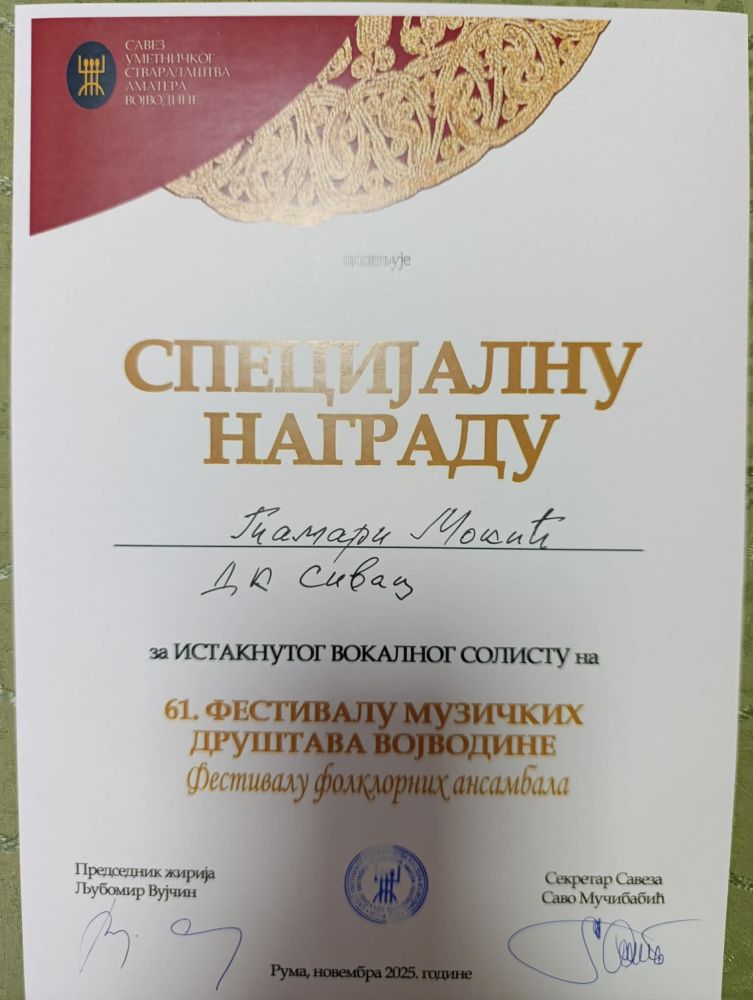 САВЕЗ
УМЕТНИЧКОГ
СТВАРАЛАШТВА
АМАТЕРА
ВОЈВОДИНЕ
додељује
СПЕЦИЈАЛНУ
НАГРАДУ
Тамари Мокић
ДК Сивац
за ИСТАКНУТОГ ВОКАЛНОГ СОЛИСТУ на
61. ФЕСТИВАЛУ МУЗИЧКИХ
ДРУШТАВА ВОЈВОДИНЕ
Фестивалу фолклорних ансамбала
Председник жирија
Љубомир Вујчин
Секретар Савеза
Саво Мучибабић
Рума, новембра 2025. године